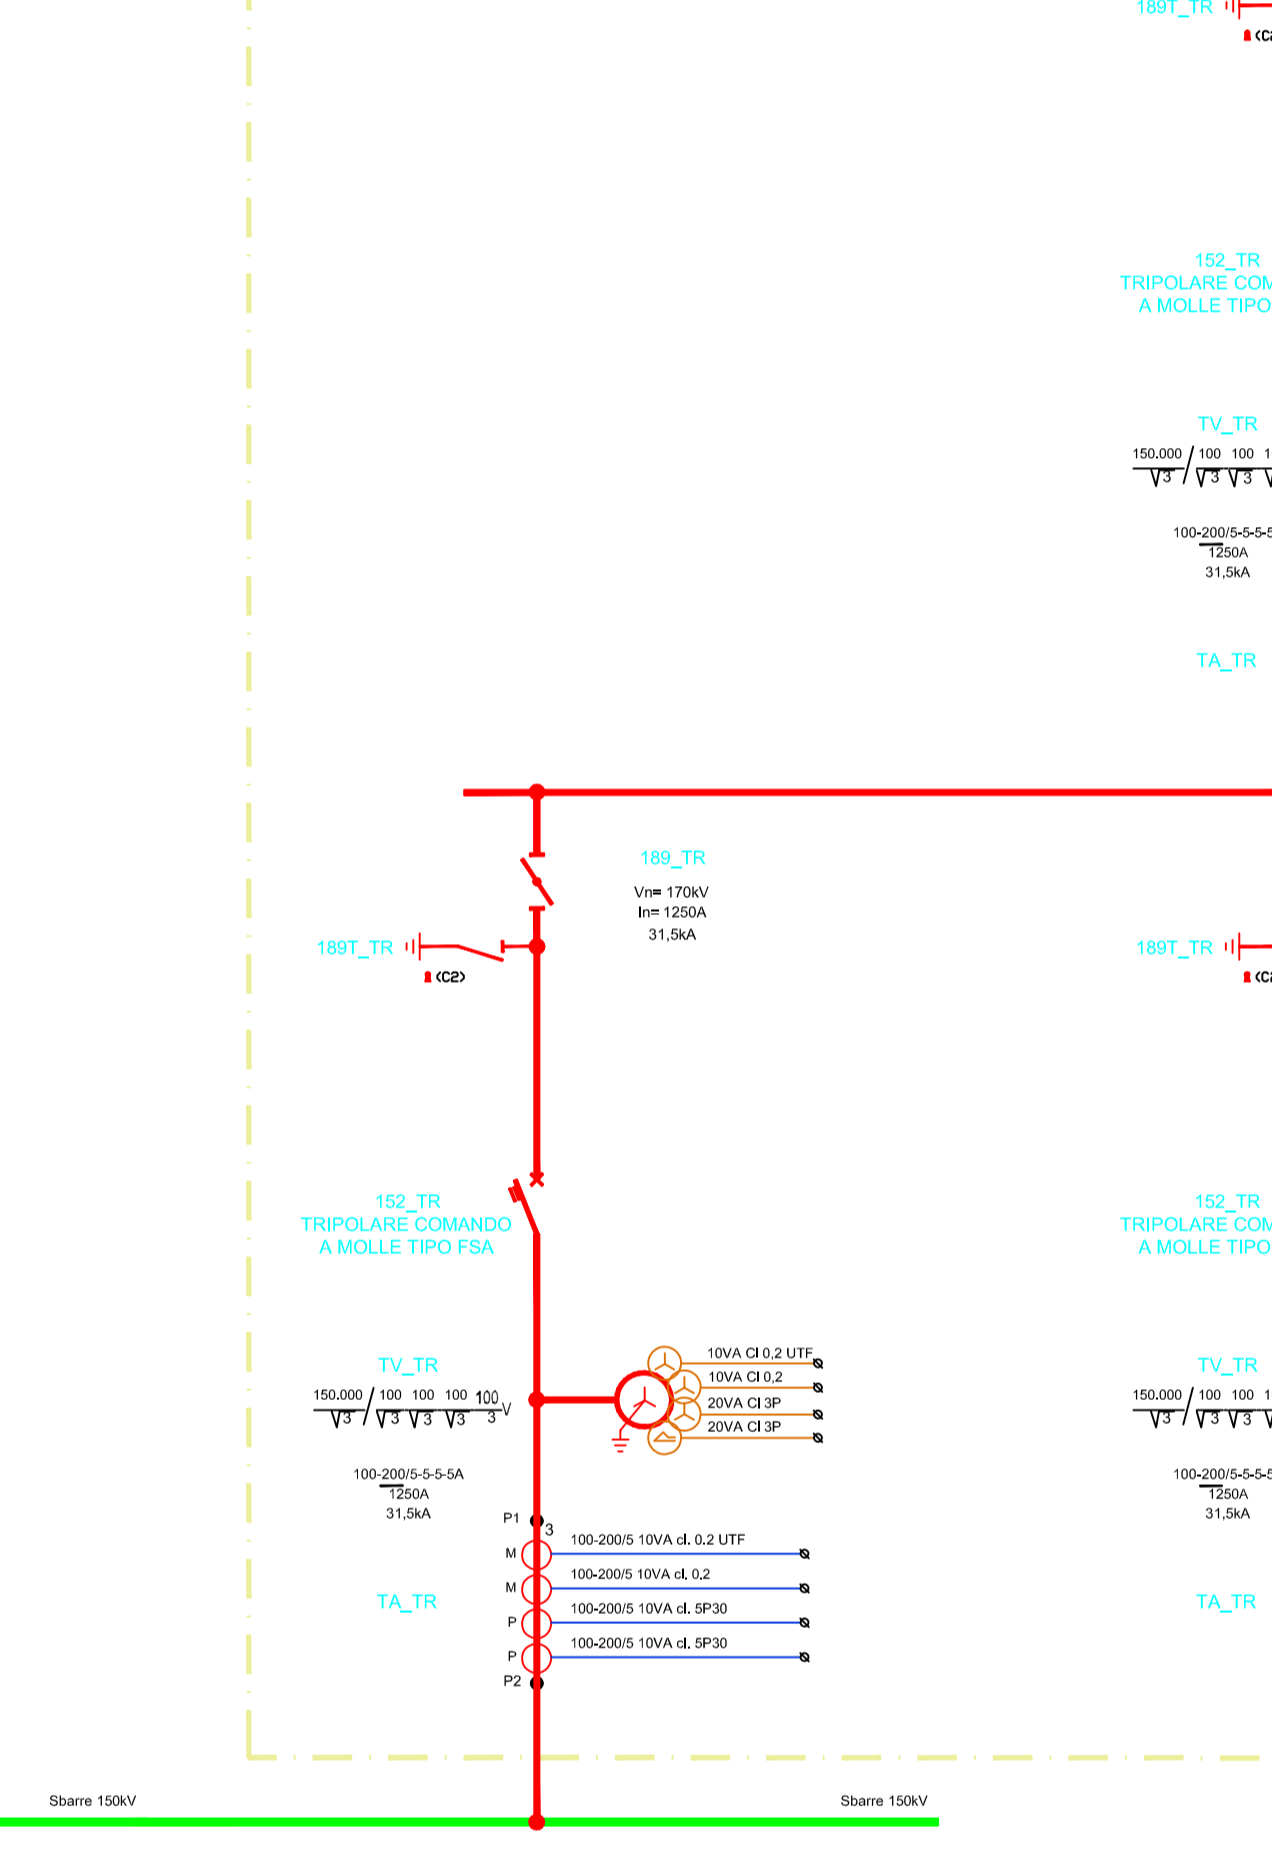 189T_TR
152_TR
TRIPOLARE COM
A MOLLE TIPO
TV_TR
150.000 / 100 100
√3 √3 √3
100-200/5-5-5-5
1250A
31,5kA
TA_TR
189_TR
Vn= 170kV
In= 1250A
31,5kA
189T_TR
(C2)
189T_TR
152_TR
TRIPOLARE COMANDO
A MOLLE TIPO FSA
152_TR
TRIPOLARE COM
A MOLLE TIPO
TV_TR
150.000 / 100 100 100 100 V
√3 √3 √3 √3 3
100-200/5-5-5-5A
1250A
31,5kA
10VA Cl 0,2 UTF
10VA Cl 0,2
20VA Cl 3P
20VA Cl 3P
TV_TR
150.000 / 100 100
√3 √3 √3
100-200/5-5-5-5
1250A
31,5kA
P1
3
M 100-200/5 10VA cl. 0.2 UTF
M 100-200/5 10VA cl. 0.2
P 100-200/5 10VA cl. 5P30
P 100-200/5 10VA cl. 5P30
P2
TA_TR
TA_TR
Sbarre 150kV
Sbarre 150kV